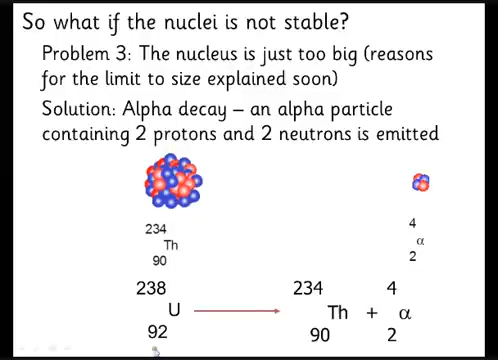 So what if the nuclei is not stable?
Problem 3: The nucleus is just too big (reasons
for the limit to size explained soon)
Solution: Alpha decay – an alpha particle
containing 2 protons and 2 neutrons is emitted
234
Th
90
4
α
2
238
U
92
234
Th
90
+
4
α
2